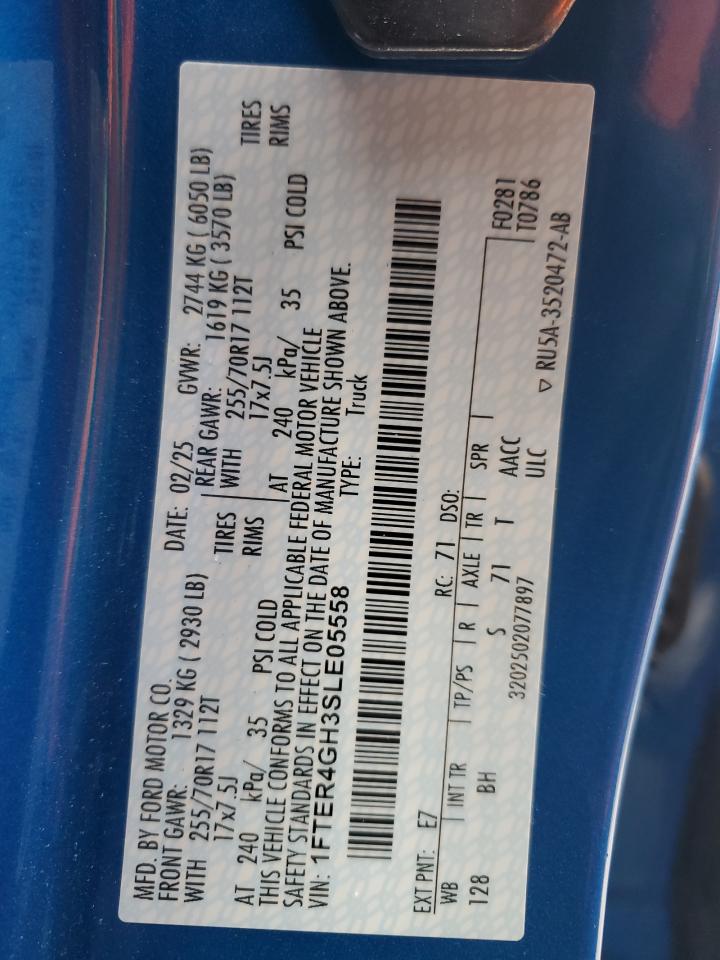 MFD. BY FORD MOTOR CO. DATE: 02/25 GVWR: 2744 KG ( 6050 LB)
FRONT GAWR: 1329 KG ( 2930 LB) REAR GAWR: 1619 KG ( 3570 LB)
WITH 255/70R17 112T TIRES WITH 255/70R17 112T TIRES
17x7.5J RIMS 17x7.5J RIMS
AT 240 kPa/ 35 PSI COLD AT 240 kPa/ 35 PSI COLD
THIS VEHICLE CONFORMS TO ALL APPLICABLE FEDERAL MOTOR VEHICLE
SAFETY STANDARDS IN EFFECT ON THE DATE OF MANUFACTURE SHOWN ABOVE.
VIN: 1FTER4GH3SLE05558 TYPE: Truck
EXT PNT: E7 RC: 71 DSO:
WB INT TR TP/PS R AXLE TR SPR F0281
128 BH S 71 T AACC T0786
ULC
3202502077897 ▽ RU5A-3520472-AB